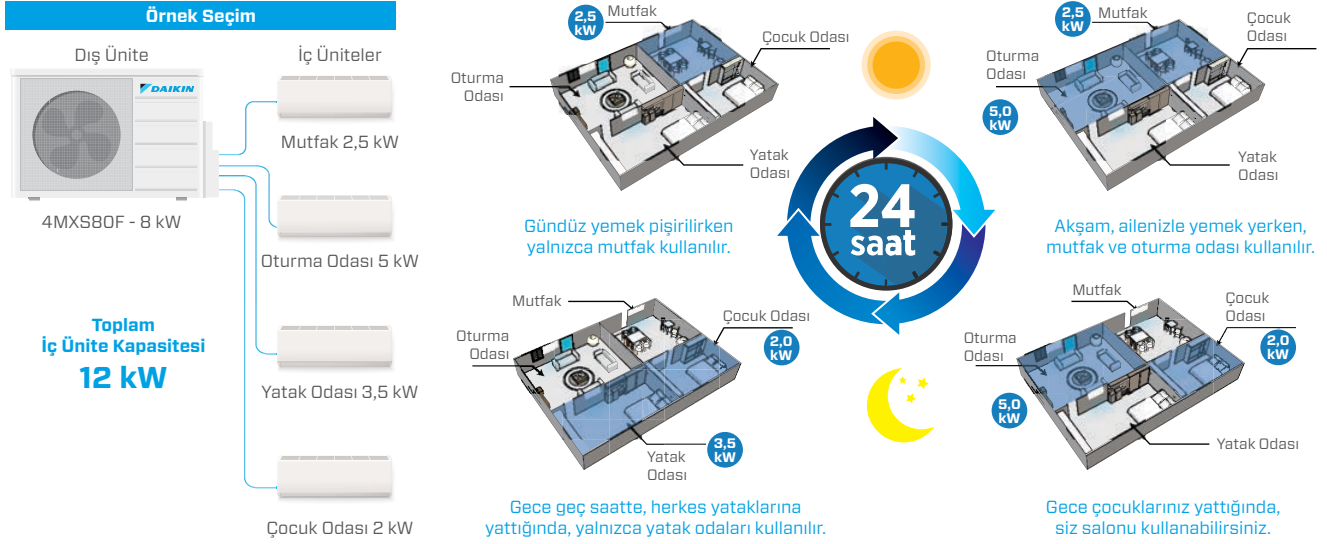 Örnek Seçim
Dış Ünite
İç Üniteler
DAIKIN
4MXS80F - 8 kW
Mutfak 2,5 kW
Oturma Odası 5 kW
Yatak Odası 3,5 kW
Çocuk Odası 2 kW
Toplam
İç Ünite Kapasitesi
12 kW
2,5
kW
Mutfak
Çocuk Odası
Oturma
Odası
Yatak
Odası
Gündüz yemek pişirilirken
yalnızca mutfak kullanılır.
24
saat
2,5
kW
Mutfak
Çocuk
Odası
Oturma
Odası
5,0
kW
Yatak
Odası
Akşam, ailenizle yemek yerken,
mutfak ve oturma odası kullanılır.
Mutfak
Çocuk Odası
2,0
kW
Oturma
Odası
3,5
kW
Yatak
Odası
Gece geç saatte, herkes yataklarına
yattığında, yalnızca yatak odaları kullanılır.
Mutfak
Çocuk
Odası
2,0
kW
Oturma
Odası
5,0
kW
Yatak Odası
Gece çocuklarınız yattığında,
siz salonu kullanabilirsiniz.